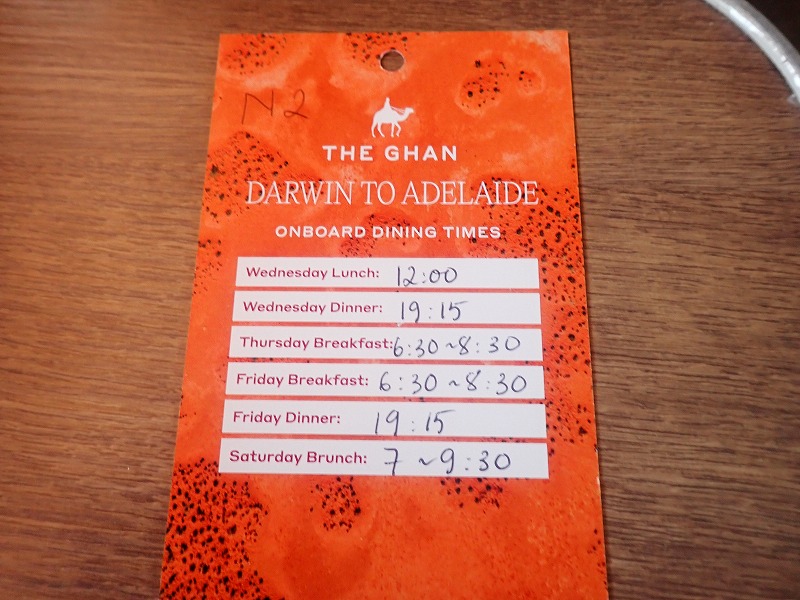 N2
THE GHAN
DARWIN TO ADELAIDE
ONBOARD DINING TIMES
Wednesday Lunch: 12:00
Wednesday Dinner: 19:15
Thursday Breakfast: 6:30~8:30
Friday Breakfast: 6:30~8:30
Friday Dinner: 19:15
Saturday Brunch: 7~9:30